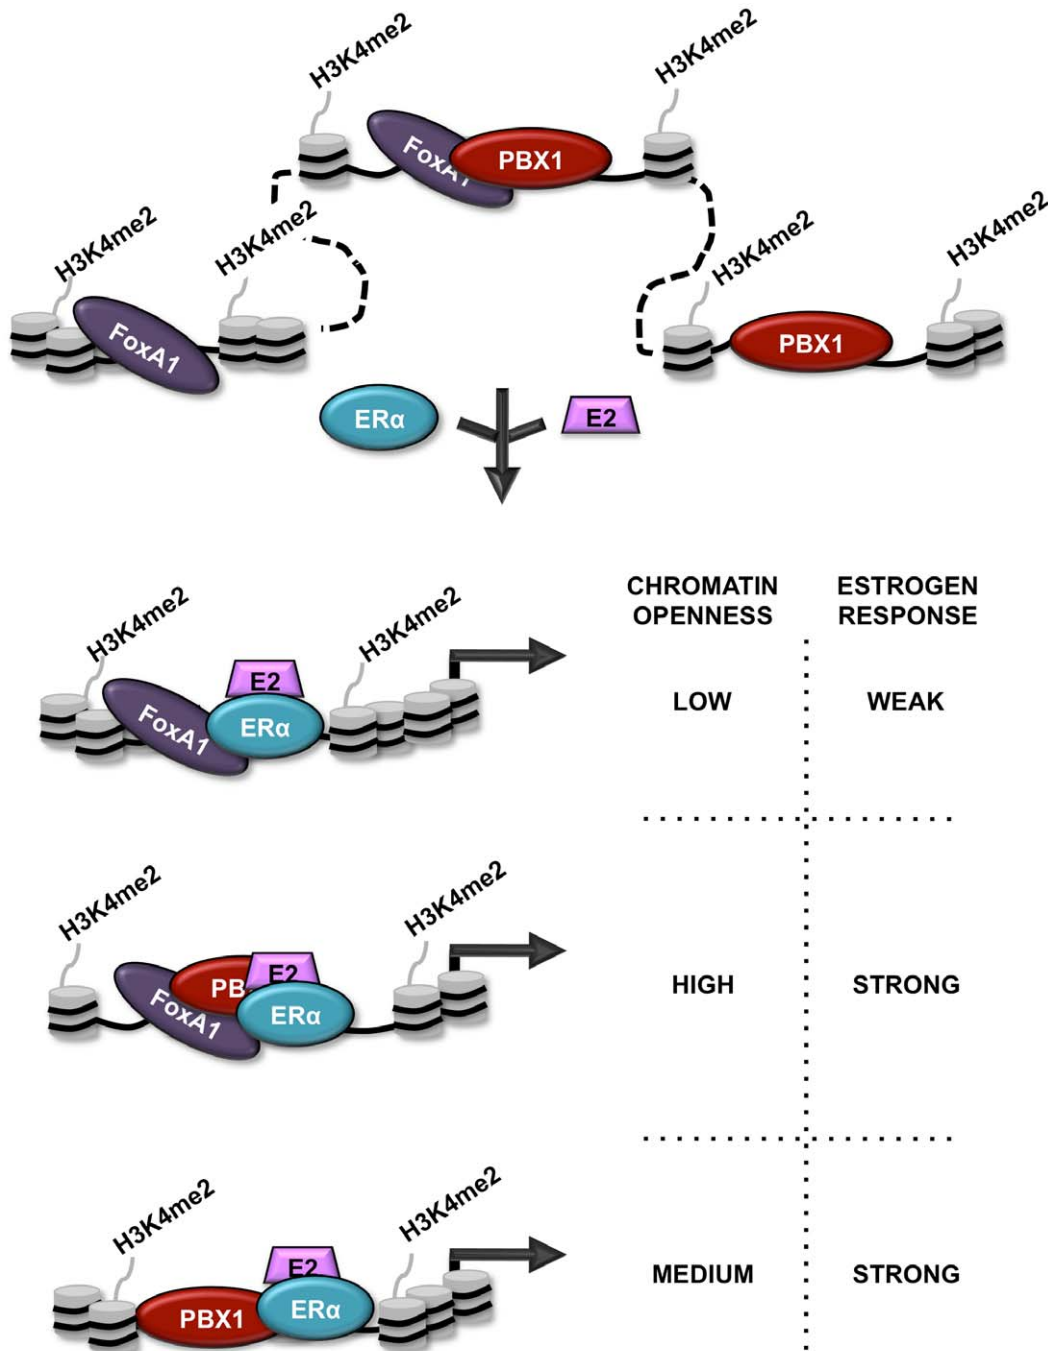 H3K4me2
H3K4me2
FoxA1
PBX1
H3K4me2
H3K4me2
H3K4me2
H3K4me2
FoxA1
PBX1
ERα
E2
CHROMATIN OPENNESS
ESTROGEN RESPONSE
H3K4me2
H3K4me2
E2
FoxA1
ERα
LOW
WEAK
H3K4me2
H3K4me2
PB
E2
FoxA1
ERα
HIGH
STRONG
H3K4me2
H3K4me2
E2
PBX1
ERα
MEDIUM
STRONG